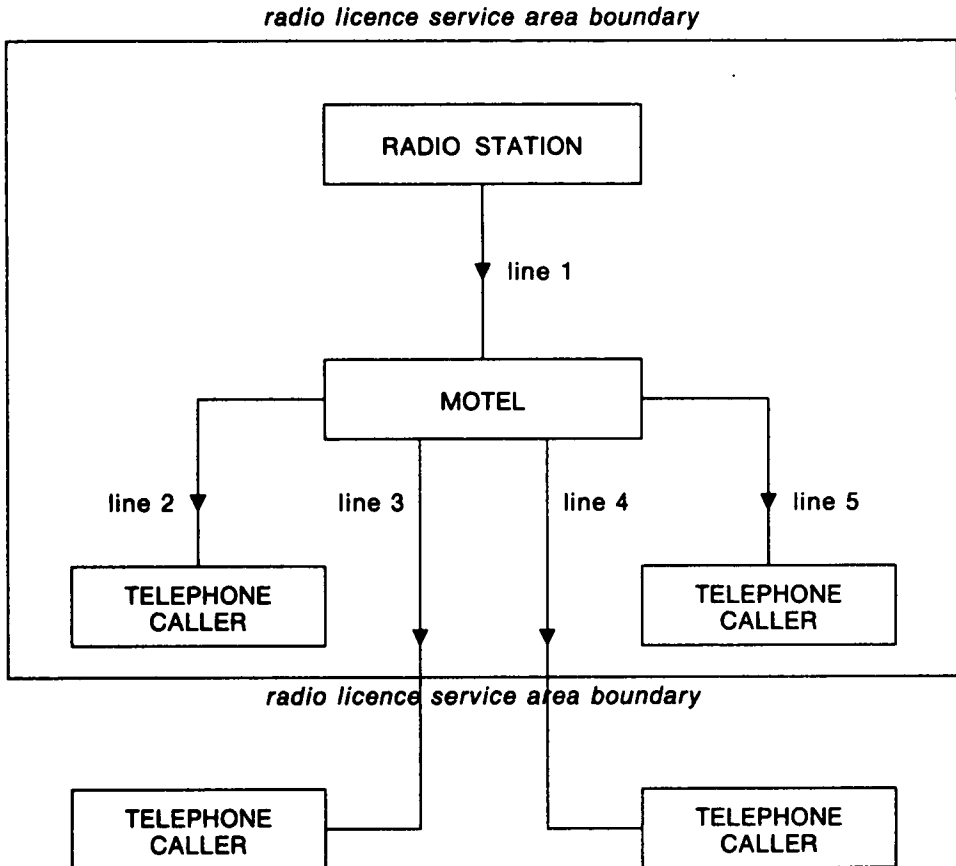 radio licence service area boundary
RADIO STATION
line 1
MOTEL
line 2
line 3
line 4
line 5
TELEPHONE
CALLER
TELEPHONE
CALLER
radio licence service area boundary
TELEPHONE
CALLER
TELEPHONE
CALLER